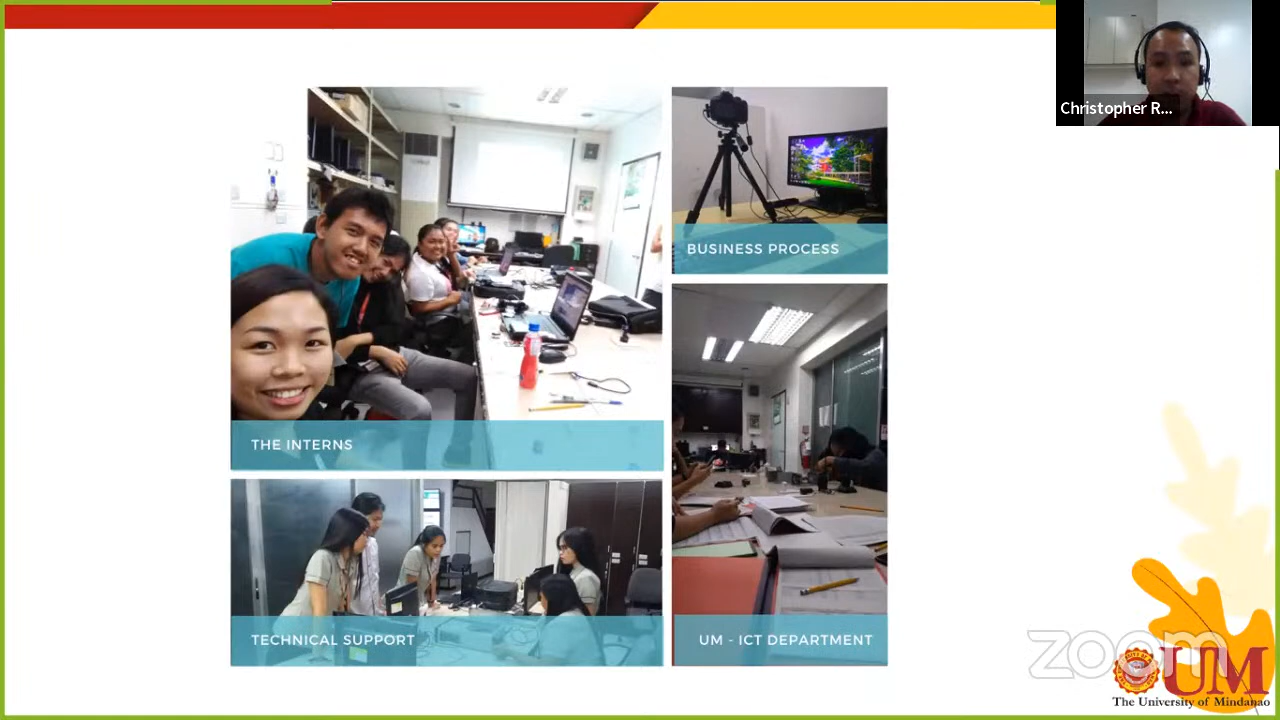 Christopher R...
BUSINESS PROCESS
THE INTERNS
TECHNICAL SUPPORT
UM - ICT DEPARTMENT
zoom
UM
The University of Mindanao